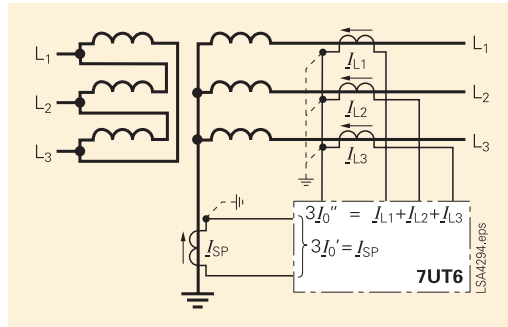 L1
L2
L3
L1
L2
L3
IL1
IL2
IL3
ISP
3I0'' = IL1+IL2+IL3
3I0' = ISP
7UT6
LSA4294.eps